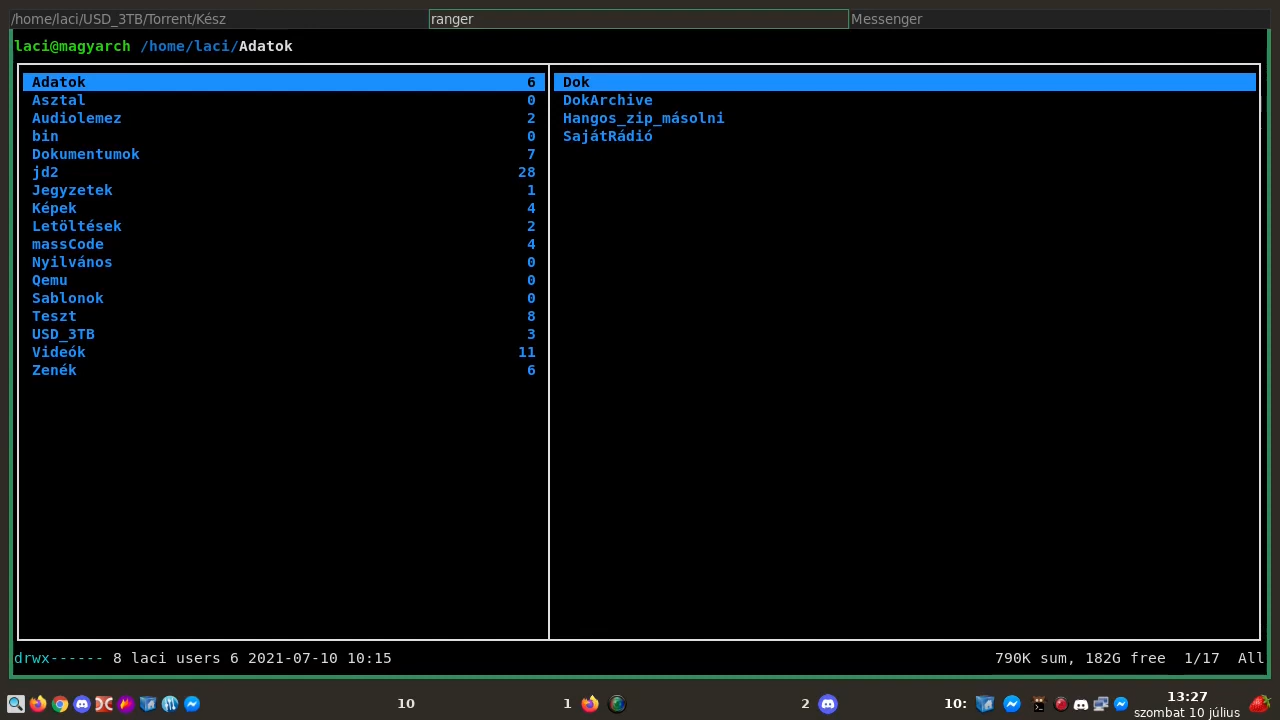 /home/laci/USD_3TB/Torrent/Kész ranger Messenger
laci@magyarch /home/laci/Adatok
Adatok 6
Asztal 0
Audiolemez 2
bin 0
Dokumentumok 7
jd2 28
Jegyzetek 1
Képek 4
Letöltések 2
massCode 4
Nyilvános 0
Qemu 0
Sablonok 0
Teszt 8
USD_3TB 3
Videók 11
Zenék 6
Dok
DokArchive
Hangos_zip_másolni
SajátRádió
drwx------ 8 laci users 6 2021-07-10 10:15 790K sum, 182G free 1/17 All
10 1 2 10: 13:27
szombat 10 július